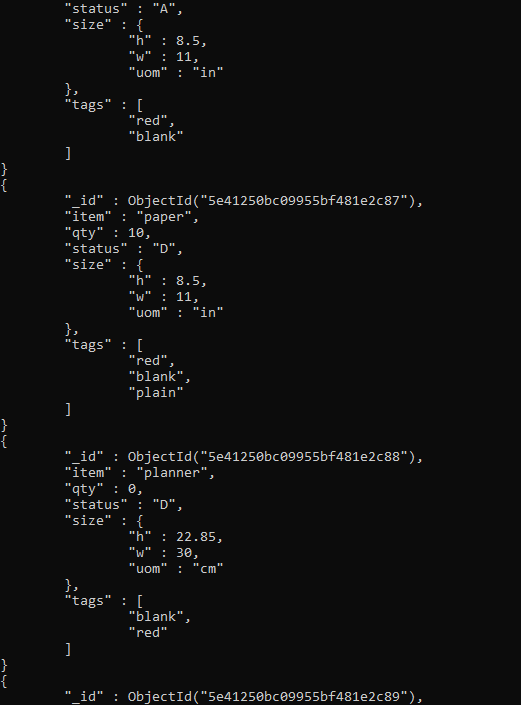 "status" : "A",
"size" : {
"h" : 8.5,
"w" : 11,
"uom" : "in"
},
"tags" : [
"red",
"blank"
]
}
{
"_id" : ObjectId("5e41250bc09955bf481e2c87"),
"item" : "paper",
"qty" : 10,
"status" : "D",
"size" : {
"h" : 8.5,
"w" : 11,
"uom" : "in"
},
"tags" : [
"red",
"blank",
"plain"
]
}
{
"_id" : ObjectId("5e41250bc09955bf481e2c88"),
"item" : "planner",
"qty" : 0,
"status" : "D",
"size" : {
"h" : 22.85,
"w" : 30,
"uom" : "cm"
},
"tags" : [
"blank",
"red"
]
}
{
"_id" : ObjectId("5e41250bc09955bf481e2c89"),